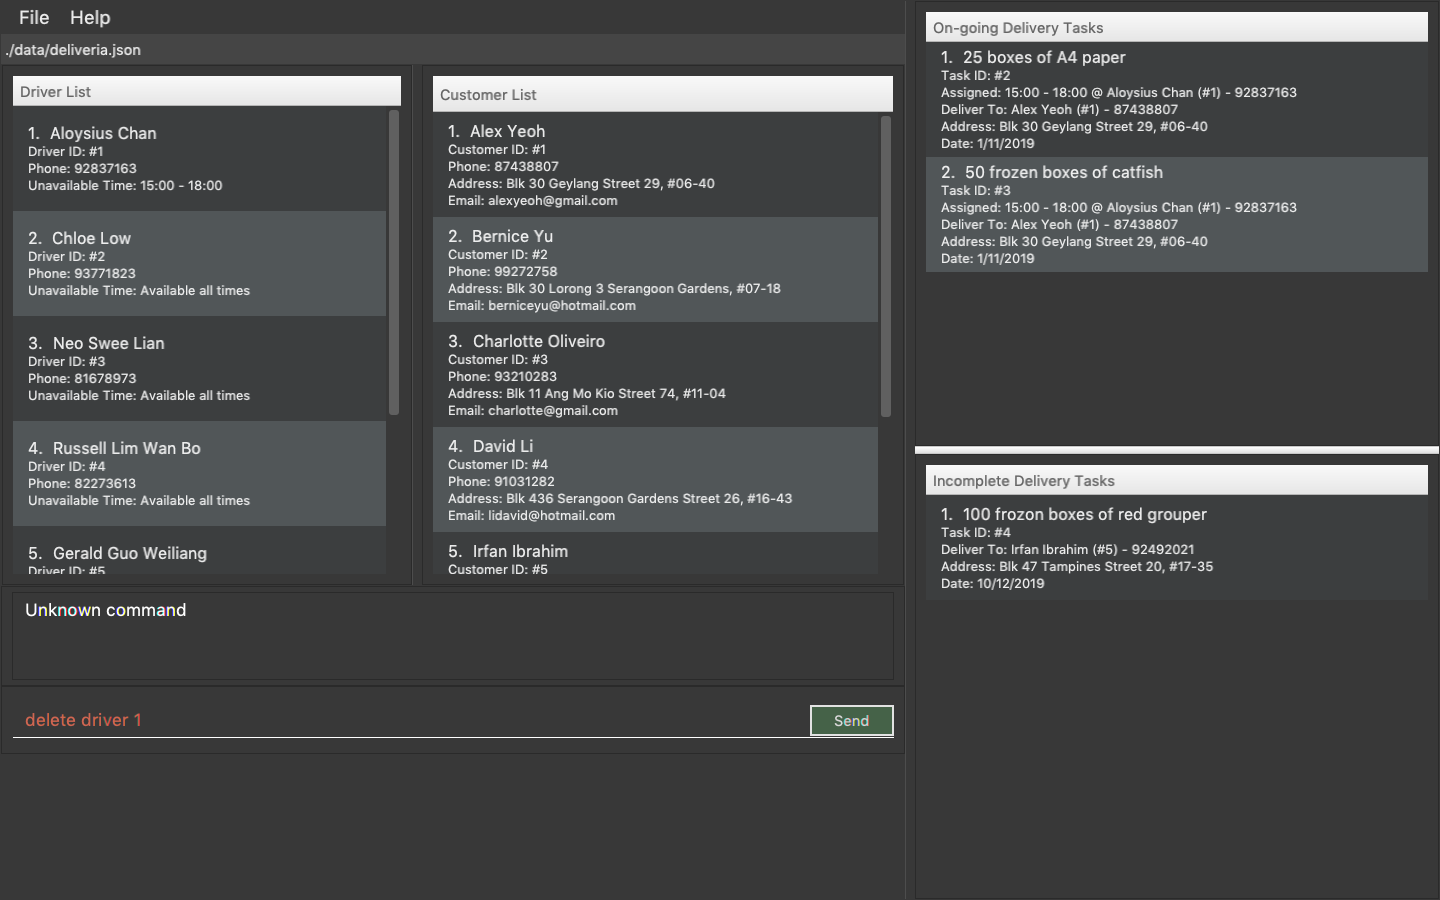 File Help
./data/deliveria.json
Driver List
1. Aloysius Chan
Driver ID: #1
Phone: 92837163
Unavailable Time: 15:00 - 18:00
2. Chloe Low
Driver ID: #2
Phone: 93771823
Unavailable Time: Available all times
3. Neo Swee Lian
Driver ID: #3
Phone: 81678973
Unavailable Time: Available all times
4. Russell Lim Wan Bo
Driver ID: #4
Phone: 82273613
Unavailable Time: Available all times
5. Gerald Guo Weiliang
Driver ID: #5
Customer List
1. Alex Yeoh
Customer ID: #1
Phone: 87438807
Address: Blk 30 Geylang Street 29, #06-40
Email: alexyeoh@gmail.com
2. Bernice Yu
Customer ID: #2
Phone: 99272758
Address: Blk 30 Lorong 3 Serangoon Gardens, #07-18
Email: berniceyu@hotmail.com
3. Charlotte Oliveiro
Customer ID: #3
Phone: 93210283
Address: Blk 11 Ang Mo Kio Street 74, #11-04
Email: charlotte@gmail.com
4. David Li
Customer ID: #4
Phone: 91031282
Address: Blk 436 Serangoon Gardens Street 26, #16-43
Email: lidavid@hotmail.com
5. Irfan Ibrahim
Customer ID: #5
Unknown command
delete driver 1
Send
On-going Delivery Tasks
1. 25 boxes of A4 paper
Task ID: #2
Assigned: 15:00 - 18:00 @ Aloysius Chan (#1) - 92837163
Deliver To: Alex Yeoh (#1) - 87438807
Address: Blk 30 Geylang Street 29, #06-40
Date: 1/11/2019
2. 50 frozen boxes of catfish
Task ID: #3
Assigned: 15:00 - 18:00 @ Aloysius Chan (#1) - 92837163
Deliver To: Alex Yeoh (#1) - 87438807
Address: Blk 30 Geylang Street 29, #06-40
Date: 1/11/2019
Incomplete Delivery Tasks
1. 100 frozon boxes of red grouper
Task ID: #4
Deliver To: Irfan Ibrahim (#5) - 92492021
Address: Blk 47 Tampines Street 20, #17-35
Date: 10/12/2019